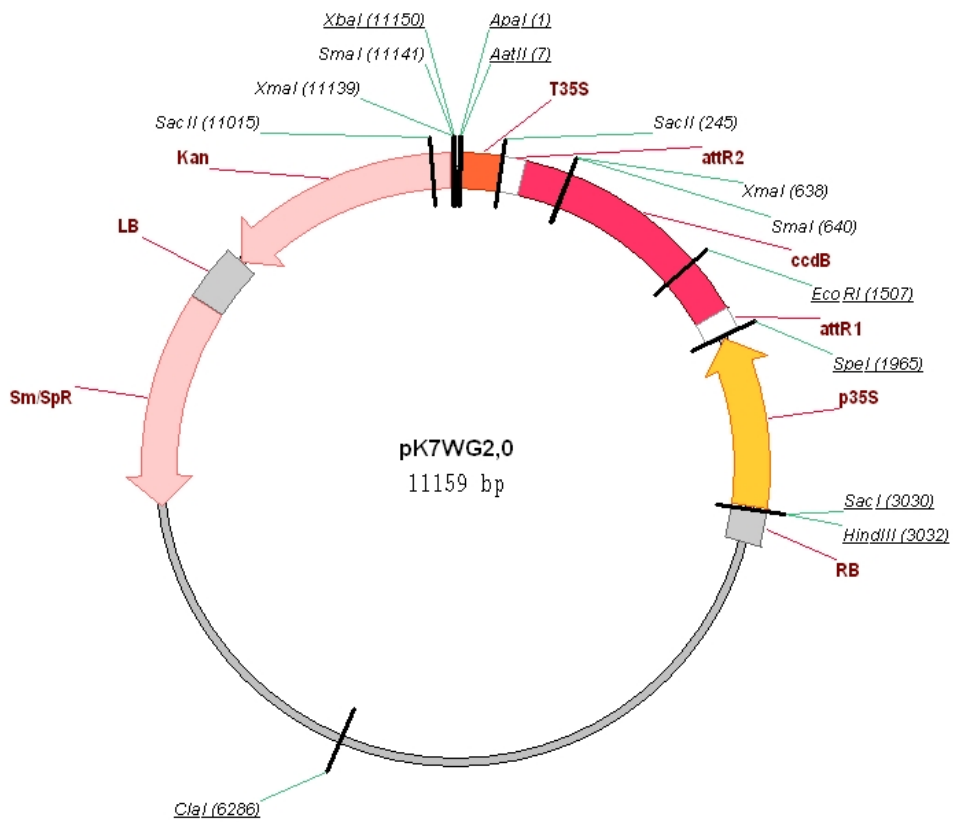 XbaI (11150)
ApaI (1)
SmaI (11141)
AatII (7)
XmaI (11139)
T35S
SacII (11015)
SacII (245)
Kan
attR2
XmaI (638)
LB
SmaI (640)
ccdB
EcoRI (1507)
attR1
SpeI (1965)
Sm/SpR
p35S
pK7WG2,0
11159 bp
SacI (3030)
HindIII (3032)
RB
ClaI (6286)